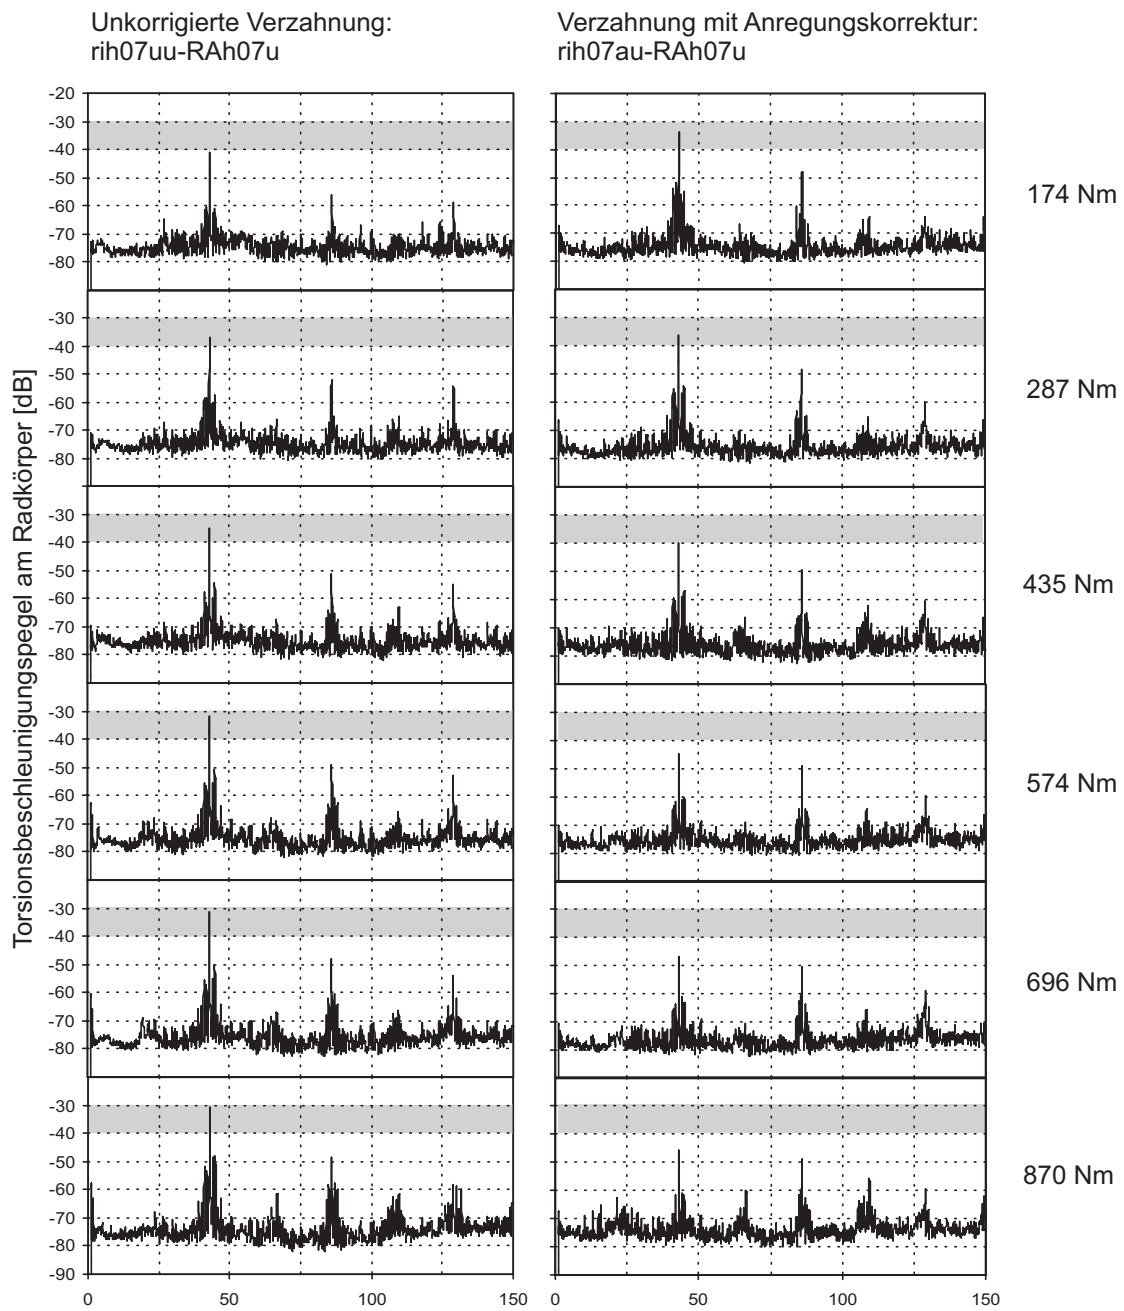 Unkorrigierte Verzahnung:
rih07uu-RAh07u
Verzahnung mit Anregungskorrektur:
rih07au-RAh07u
Torsionsbeschleunigungspegel am Radkörper [dB]
-20
-30
-40
-50
-60
-70
-80
174 Nm
-30
-40
-50
-60
-70
-80
287 Nm
-30
-40
-50
-60
-70
-80
435 Nm
-30
-40
-50
-60
-70
-80
574 Nm
-30
-40
-50
-60
-70
-80
696 Nm
-30
-40
-50
-60
-70
-80
-90
870 Nm
0 50 100 150
0 50 100 150